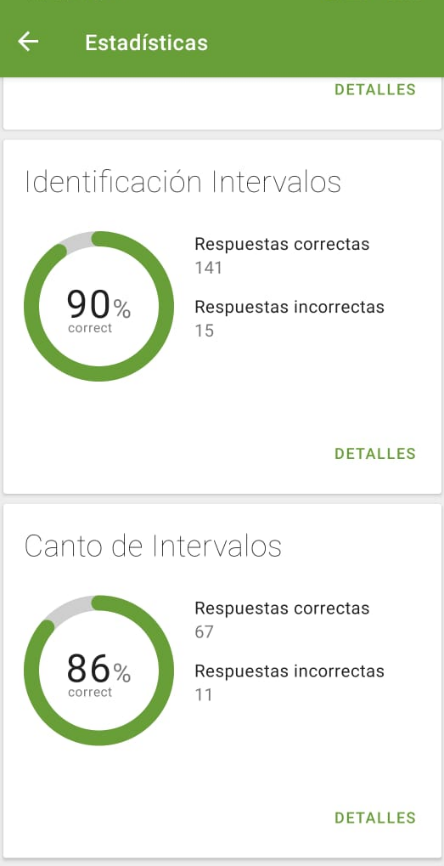 Estadísticas
DETALLES
Identificación Intervalos
90%
correct
Respuestas correctas
141
Respuestas incorrectas
15
DETALLES
Canto de Intervalos
86%
correct
Respuestas correctas
67
Respuestas incorrectas
11
DETALLES